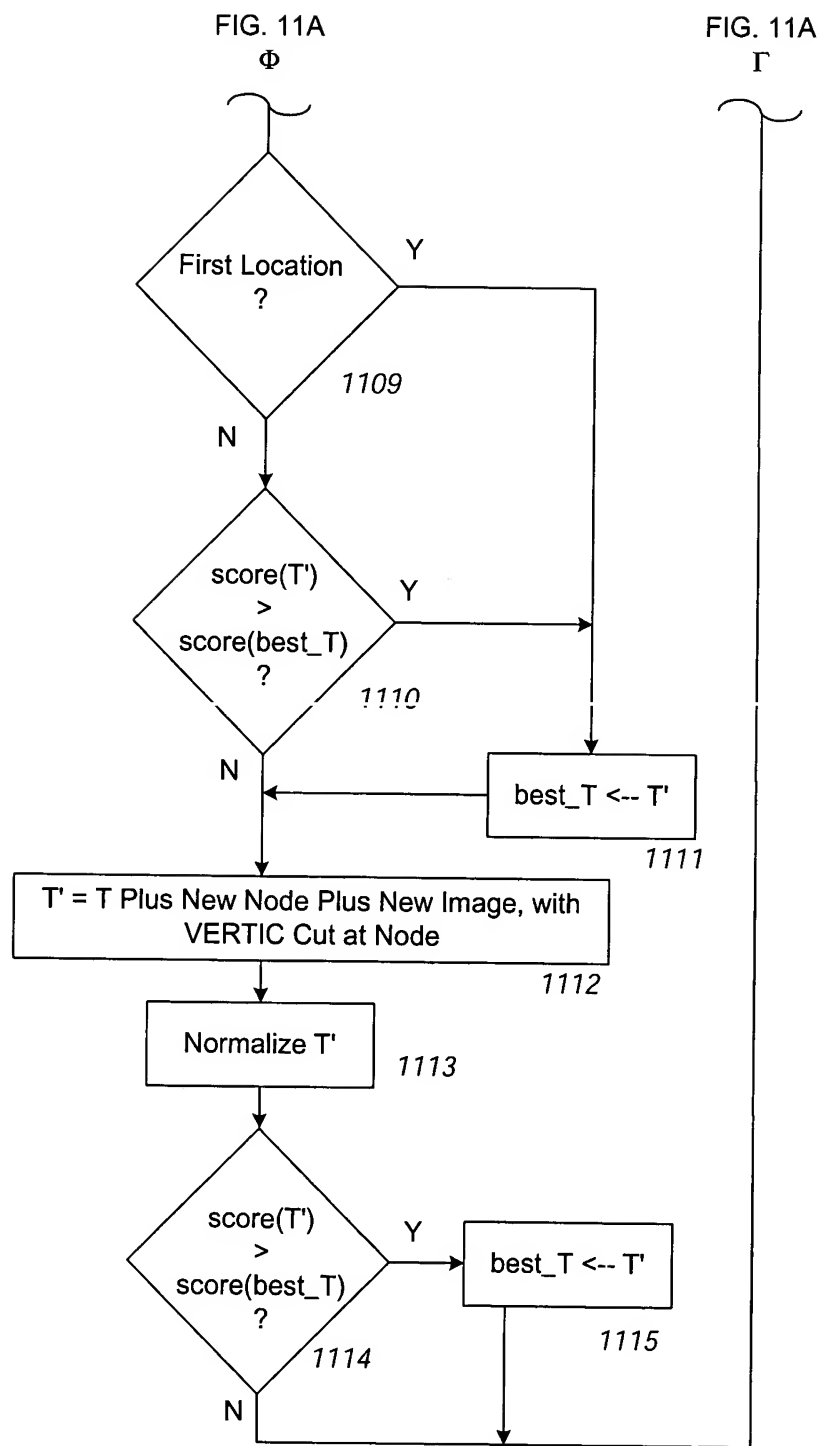 FIG. 11A
Φ
FIG. 11A
Γ
First Location
?
Y
1109
N
score(T')
>
score(best_T)
?
Y
1110
N
best_T <-- T'
1111
T' = T Plus New Node Plus New Image, with
VERTIC Cut at Node
1112
Normalize T'
1113
score(T')
>
score(best_T)
?
Y
best_T <-- T'
1115
1114
N